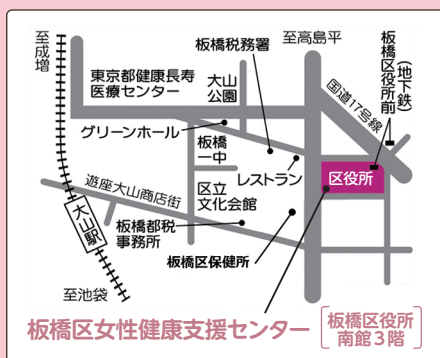 至成増
板橋税務署
至高島平
(地下鉄)
板橋区役所前
国道17号線
東京都健康長寿
医療センター
大山
公園
グリーンホール
板橋
一中
レストラン
区役所
遊座大山商店街
区立
文化会館
大山駅
板橋都税
事務所
板橋区保健所
至池袋
板橋区女性健康支援センター
板橋区役所
南館3階